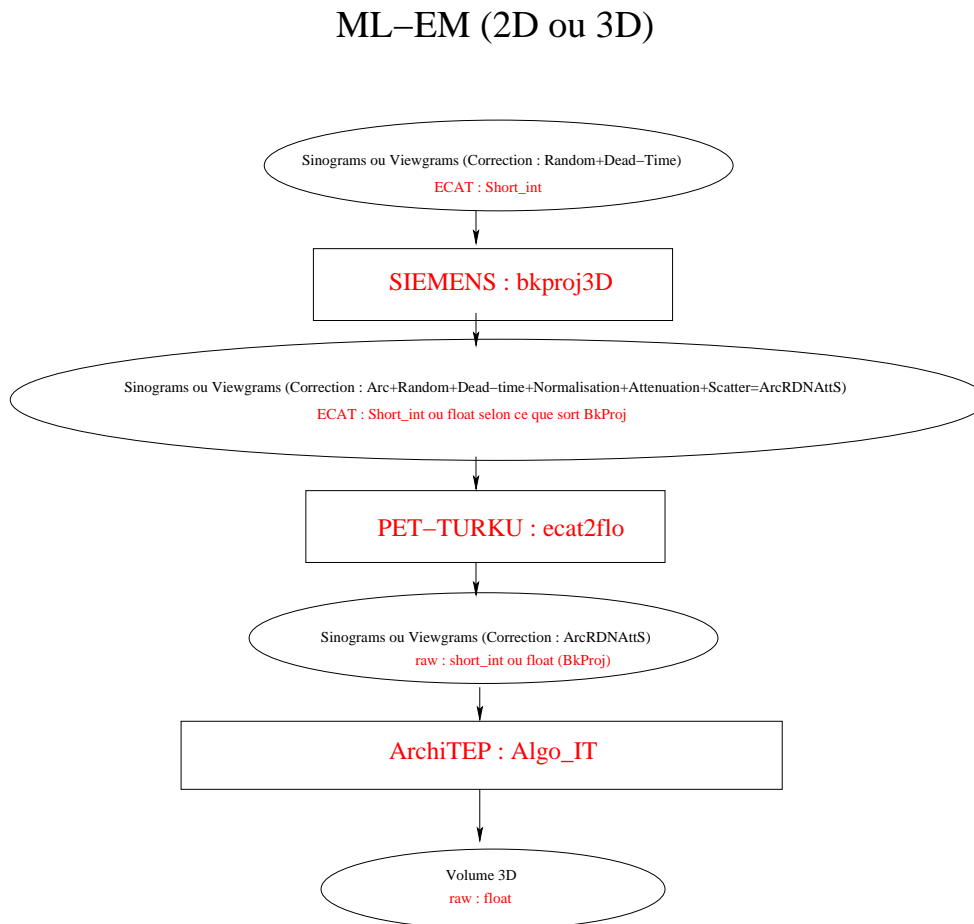 ML−EM (2D ou 3D)
Sinograms ou Viewgrams (Correction : Random+Dead−Time)
ECAT : Short_int
SIEMENS : bkproj3D
Sinograms ou Viewgrams (Correction : Arc+Random+Dead−time+Normalisation+Attenuation+Scatter=ArcRDNAttS)
ECAT : Short_int ou float selon ce que sort BkProj
PET−TURKU : ecat2flo
Sinograms ou Viewgrams (Correction : ArcRDNAttS)
raw : short_int ou float (BkProj)
ArchiTEP : Algo_IT
Volume 3D
raw : float